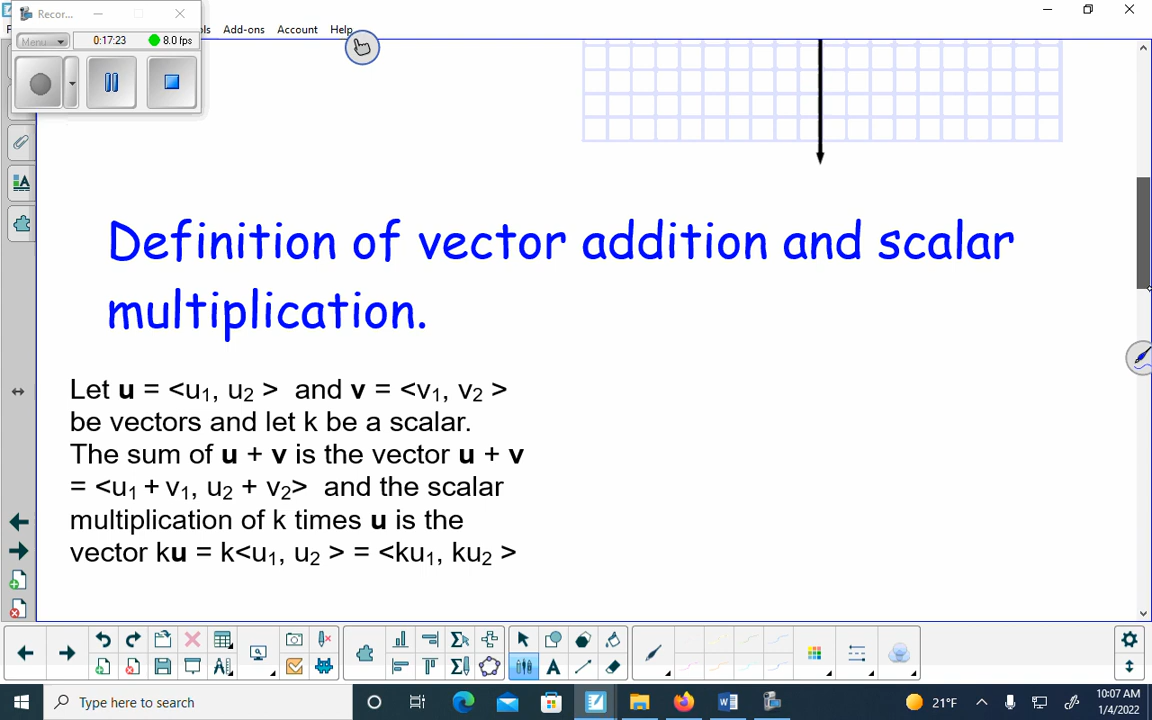 Recor...
Menu
0:17:23
8.0 fps
ols Add-ons Account Help
Definition of vector addition and scalar
multiplication.
Let u = <u₁, u₂ > and v = <v₁, v₂ >
be vectors and let k be a scalar.
The sum of u + v is the vector u + v
= <u₁ + v₁, u₂ + v₂> and the scalar
multiplication of k times u is the
vector ku = k<u₁, u₂ > = <ku₁, ku₂ >
Type here to search
21°F
10:07 AM
1/4/2022